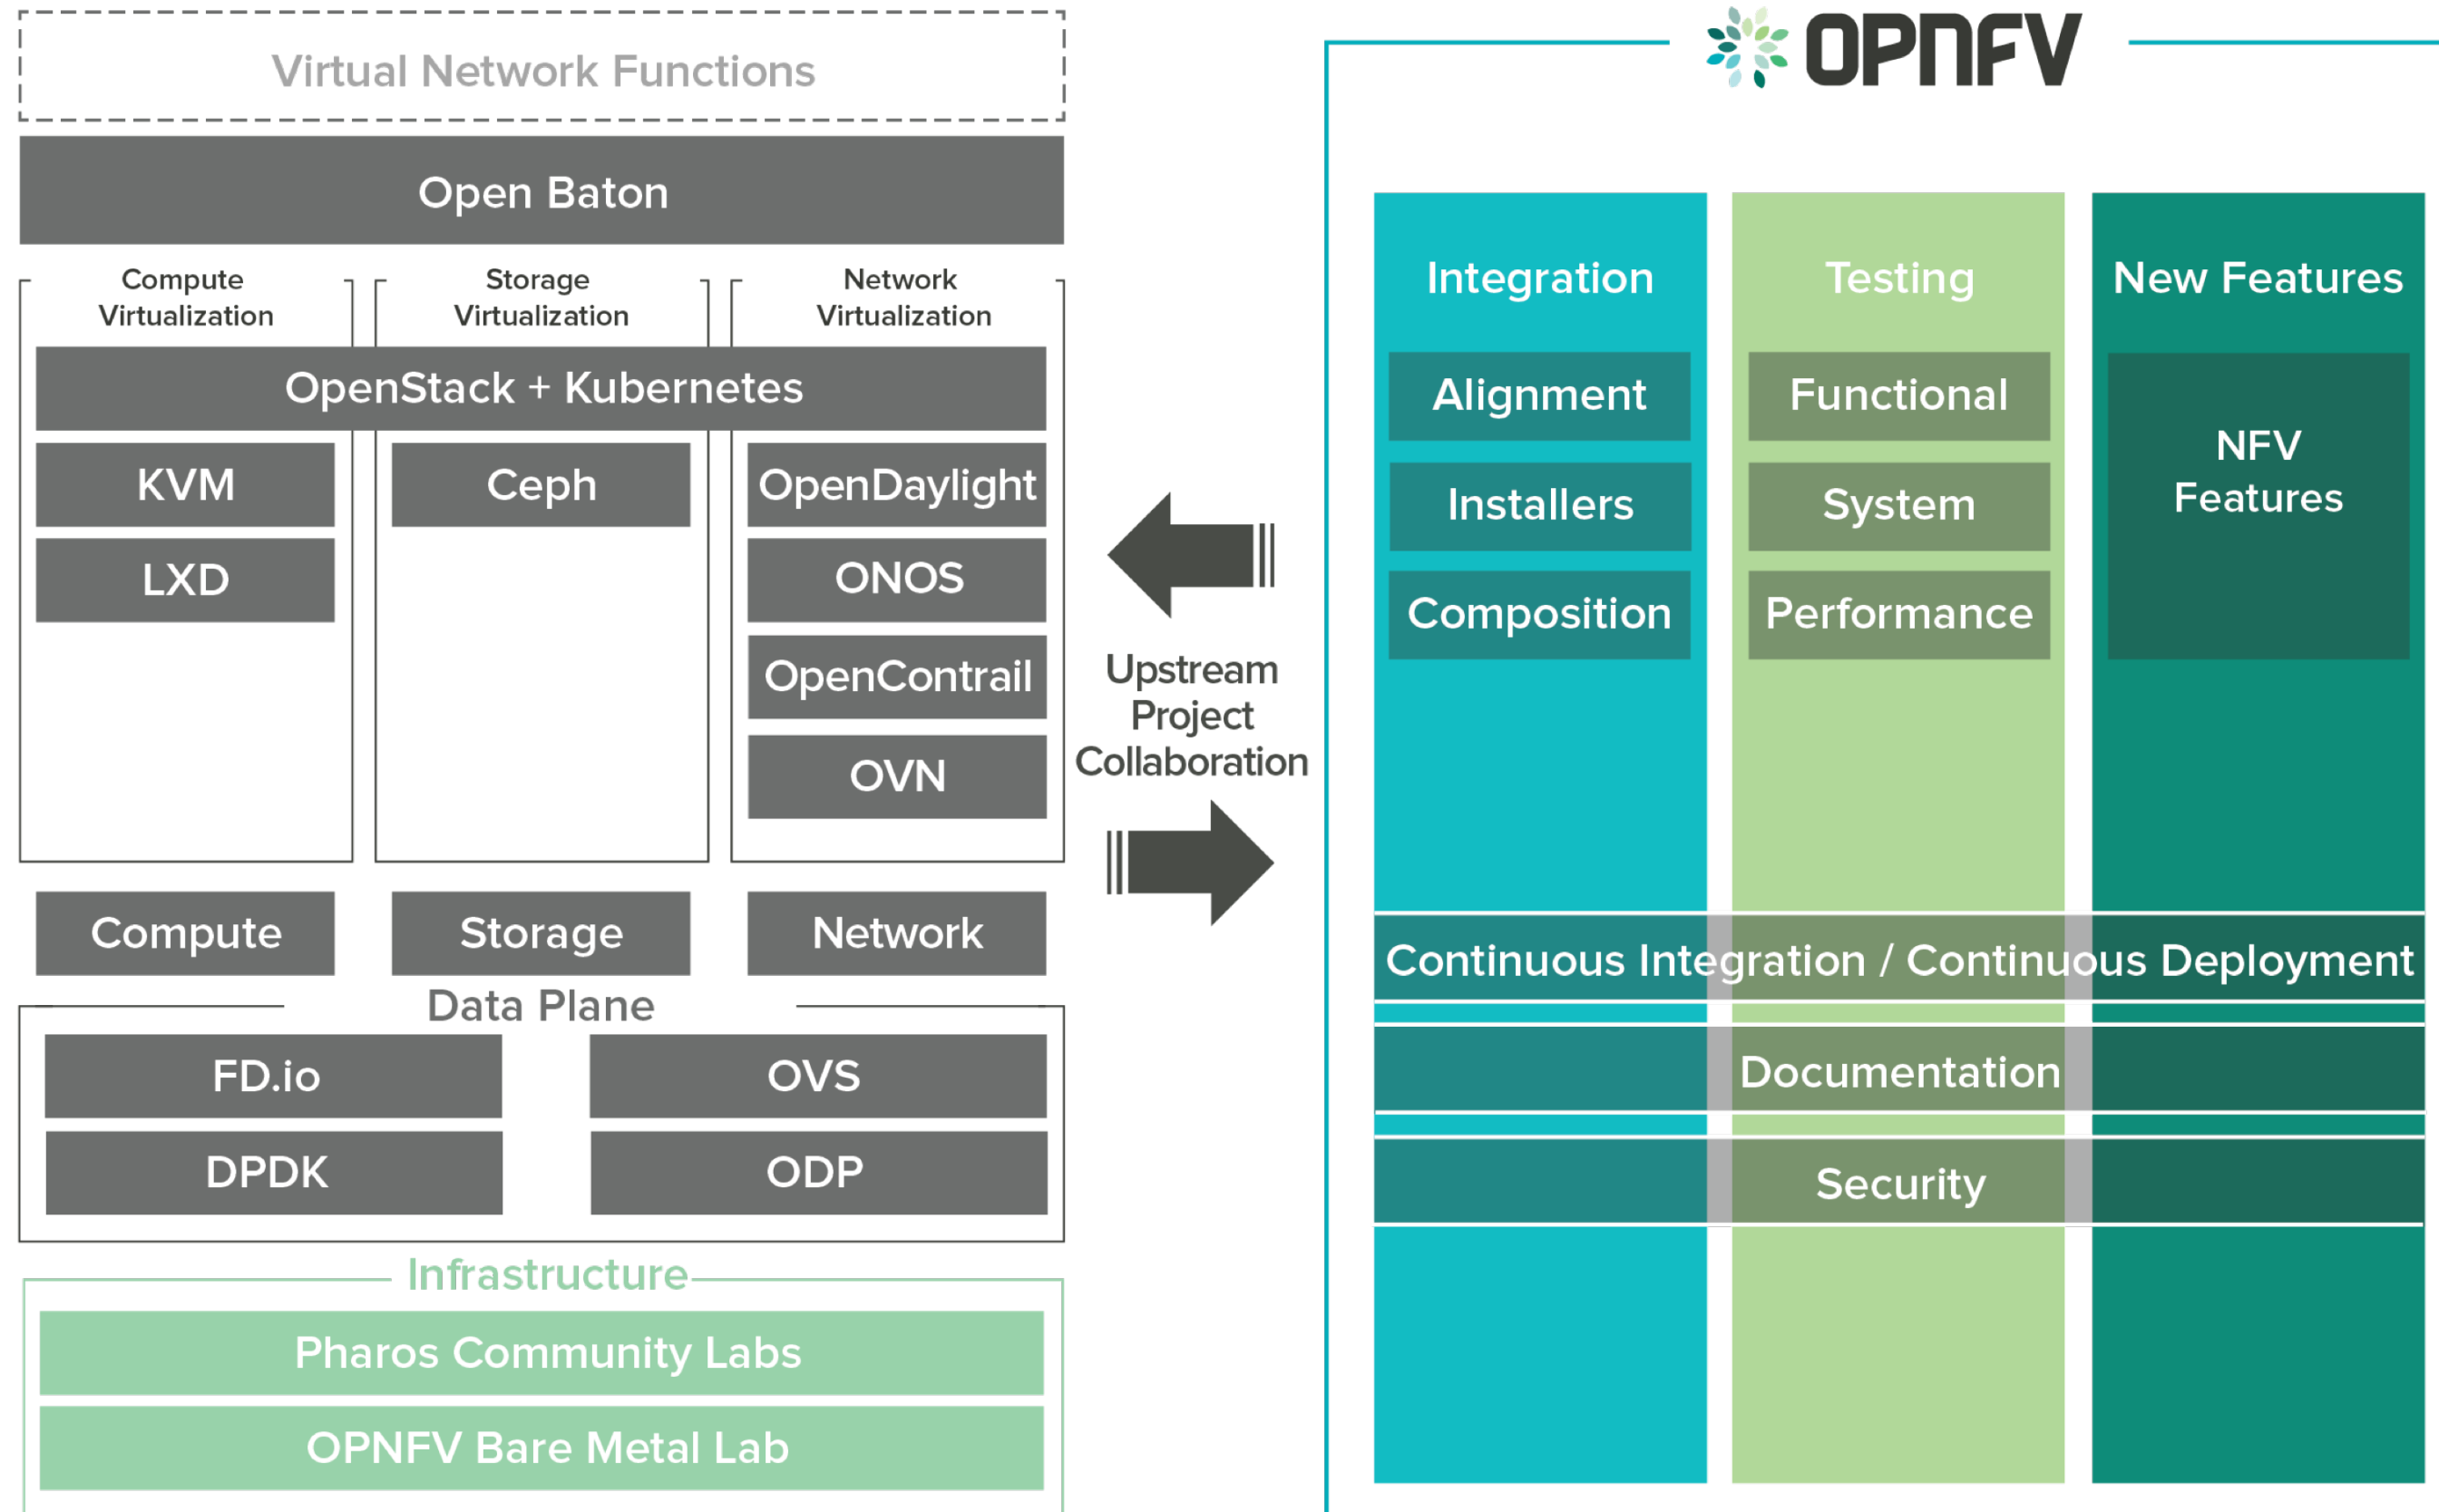 Virtual Network Functions
Open Baton
Compute
Virtualization
Storage
Virtualization
Network
Virtualization
OpenStack + Kubernetes
KVM
Ceph
OpenDaylight
LXD
ONOS
OpenContrail
OVN
Compute
Storage
Network
Data Plane
FD.io
OVS
DPDK
ODP
Infrastructure
Pharos Community Labs
OPNFV Bare Metal Lab
Upstream
Project
Collaboration
OPNFV
Integration
Testing
New Features
Alignment
Functional
NFV
Features
Installers
System
Composition
Performance
Continuous Integration / Continuous Deployment
Documentation
Security